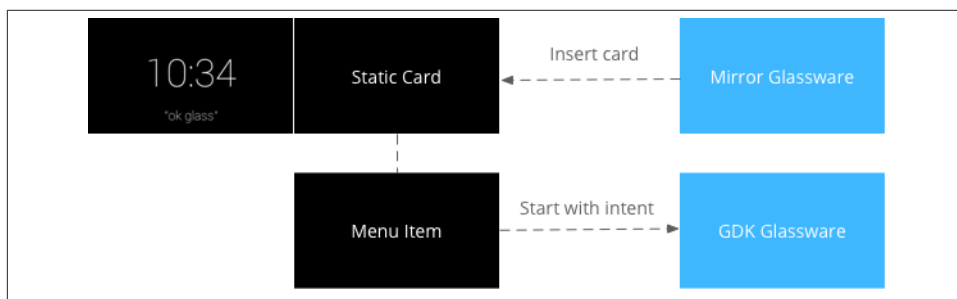 10:34
"ok glass"
Static Card
Insert card
Mirror Glassware
Menu Item
Start with intent
GDK Glassware